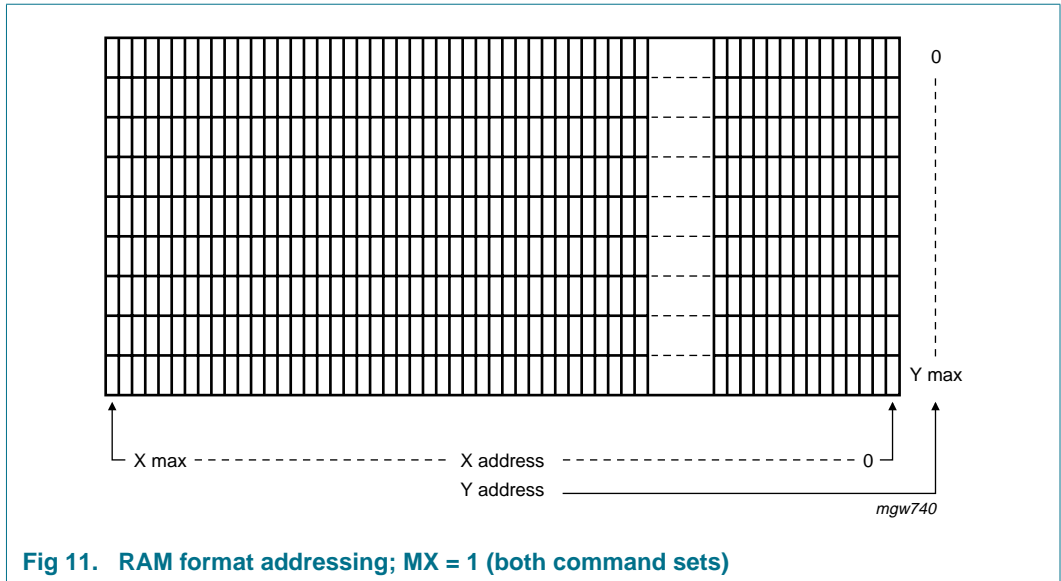 0
Y max
X max X address 0
Y address
mgw740
Fig 11. RAM format addressing; MX = 1 (both command sets)